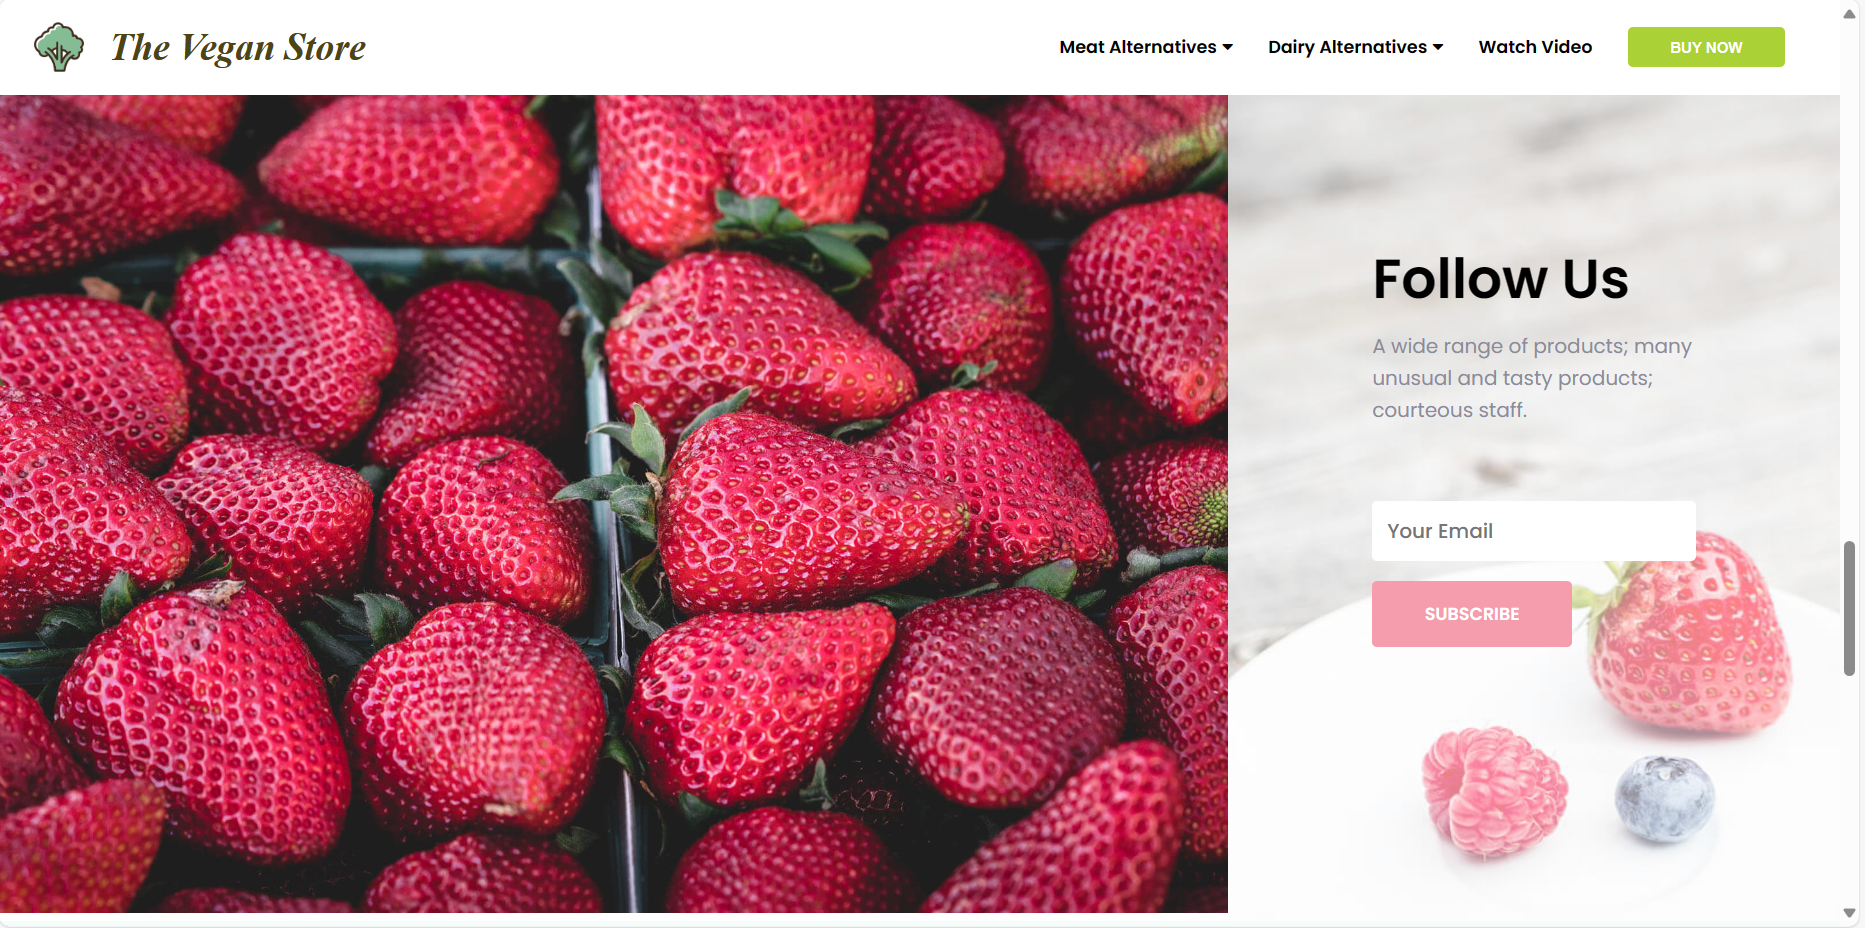 The Vegan Store
Meat Alternatives
Dairy Alternatives
Watch Video
BUY NOW
Follow Us
A wide range of products; many
unusual and tasty products;
courteous staff.
Your Email
SUBSCRIBE